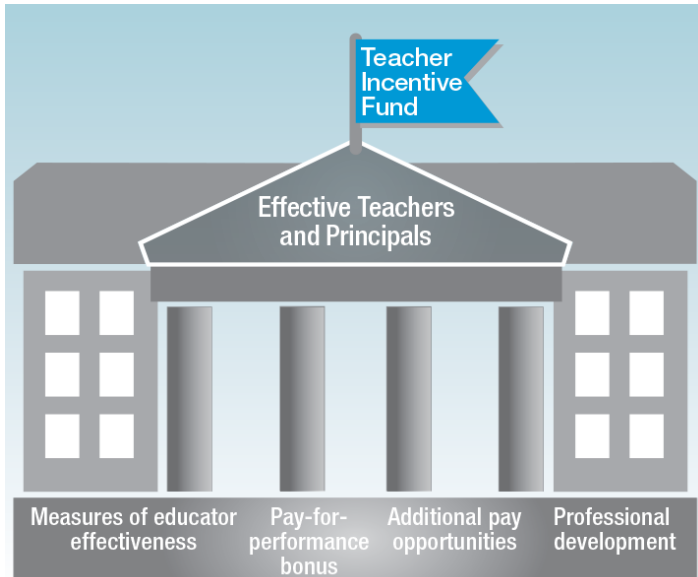 Teacher
Incentive
Fund
Effective Teachers
and Principals
Measures of educator
effectiveness
Pay-for-
performance
bonus
Additional pay
opportunities
Professional
development